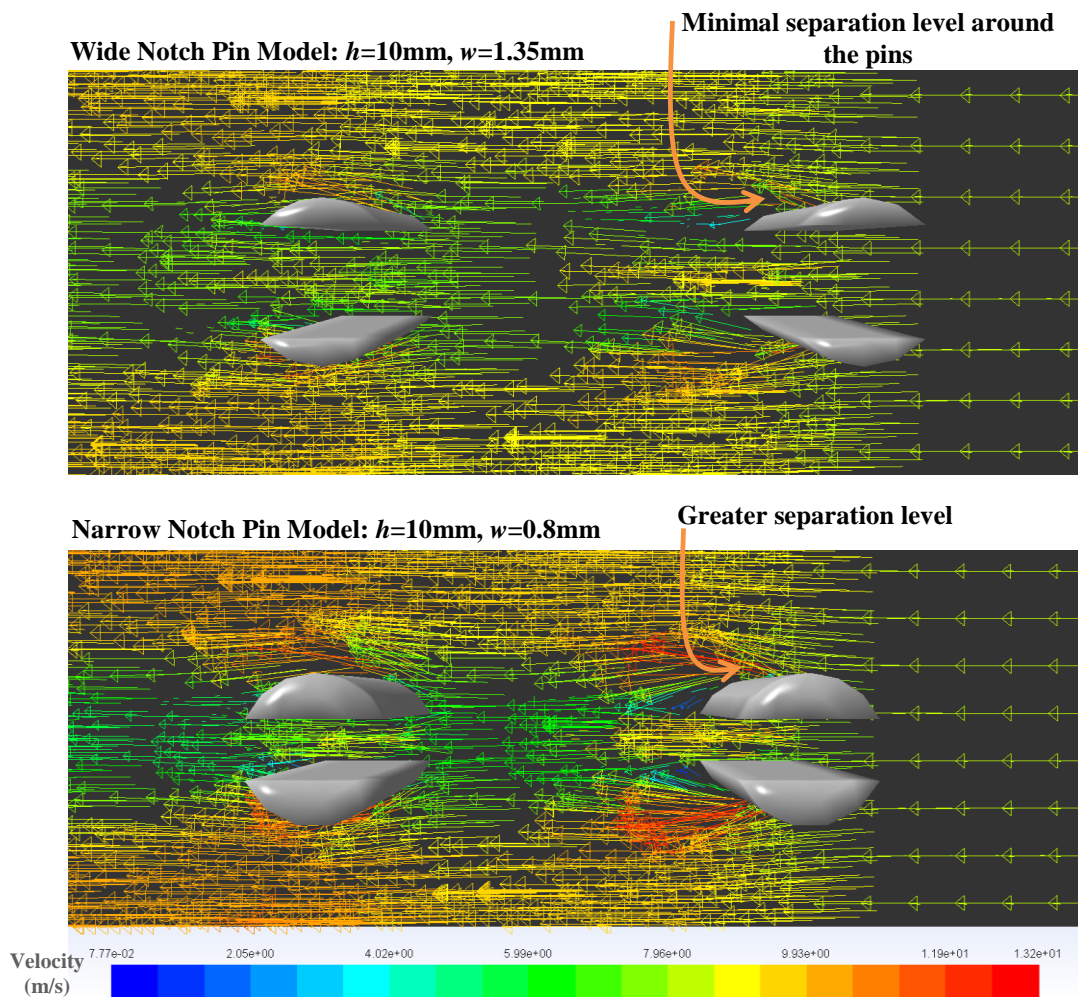 Minimal separation level around
the pins
Wide Notch Pin Model: h=10mm, w=1.35mm
Greater separation level
Narrow Notch Pin Model: h=10mm, w=0.8mm
Velocity
(m/s)
7.77e-02 2.05e+00 4.02e+00 5.99e+00 7.96e+00 9.93e+00 1.19e+01 1.32e+01